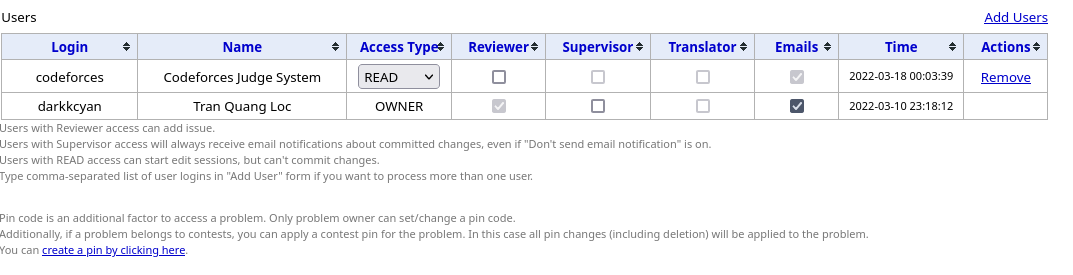 Users Add Users
Login Name Access Type Reviewer Supervisor Translator Emails Time Actions
codeforces Codeforces Judge System READ 2022-03-18 00:03:39 Remove
darkkcyan Tran Quang Loc OWNER 2022-03-10 23:18:12
Users with Reviewer access can add issue.
Users with Supervisor access will always receive email notifications about committed changes, even if "Don't send email notification" is on.
Users with READ access can start edit sessions, but can't commit changes.
Type comma-separated list of user logins in "Add User" form if you want to process more than one user.
Pin code is an additional factor to access a problem. Only problem owner can set/change a pin code.
Additionally, if a problem belongs to contests, you can apply a contest pin for the problem. In this case all pin changes (including deletion) will be applied to the problem.
You can create a pin by clicking here.